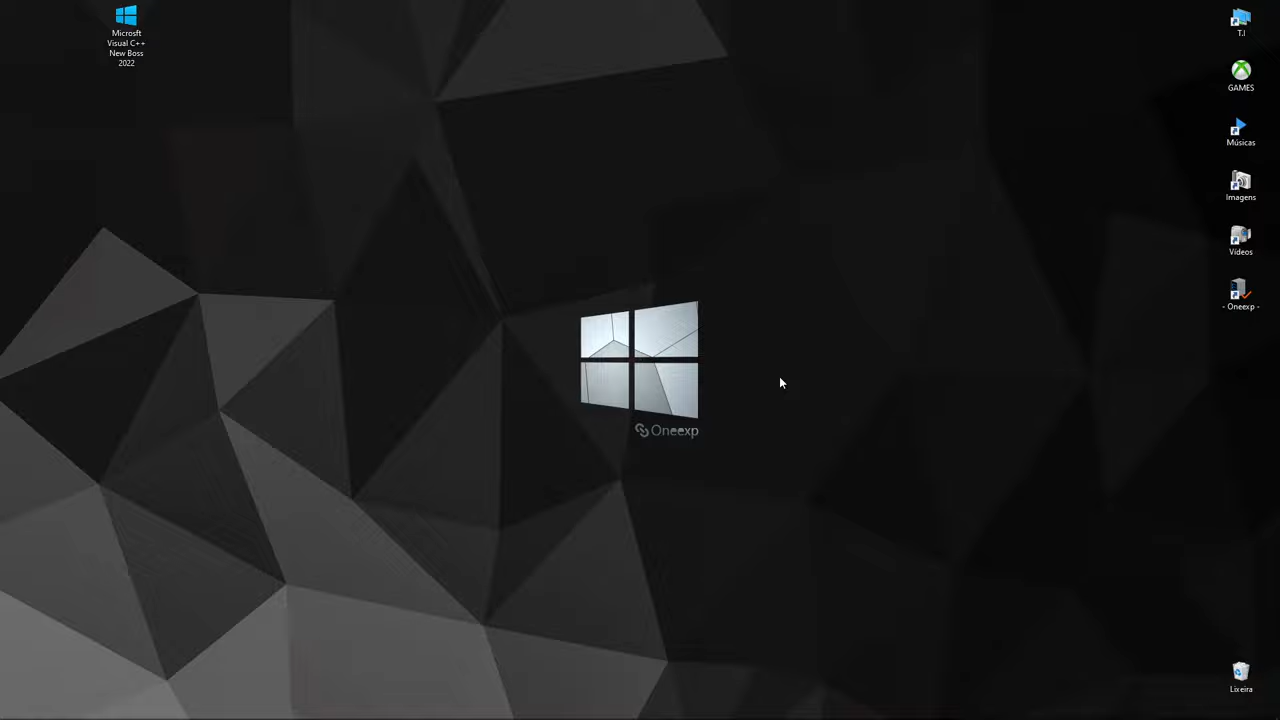 Microsft
Visual C++
New Boss
2022
T.I
GAMES
Músicas
Imagens
Vídeos
- Oneexp -
Oneexp
Lixeira